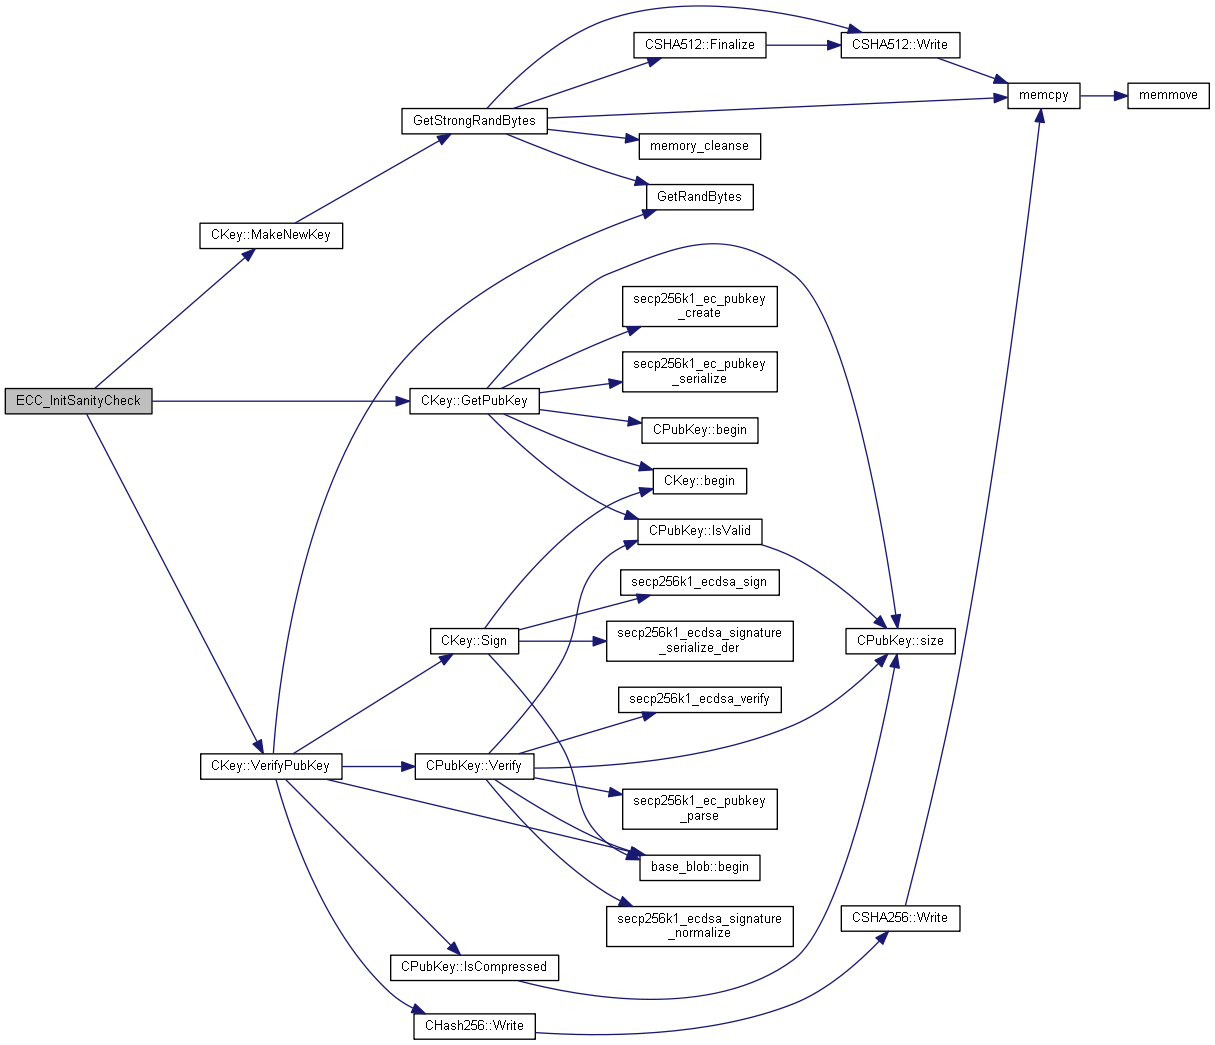 CSHA512::Finalize
CSHA512::Write
memcpy
memmove
GetStrongRandBytes
memory_cleanse
GetRandBytes
CKey::MakeNewKey
secp256k1_ec_pubkey
_create
secp256k1_ec_pubkey
_serialize
ECC_InitSanityCheck
CKey::GetPubKey
CPubKey::begin
CKey::begin
CPubKey::IsValid
secp256k1_ecdsa_sign
CKey::Sign
secp256k1_ecdsa_signature
_serialize_der
CPubKey::size
secp256k1_ecdsa_verify
CKey::VerifyPubKey
CPubKey::Verify
secp256k1_ec_pubkey
_parse
base_blob::begin
secp256k1_ecdsa_signature
_normalize
CSHA256::Write
CPubKey::IsCompressed
CHash256::Write